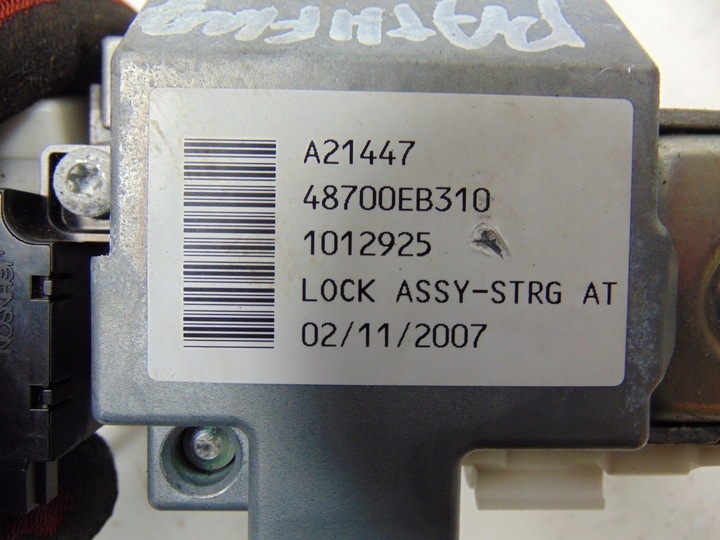 PATHFIND
A21447
48700EB310
1012925
LOCK ASSY-STRG AT
02/11/2007